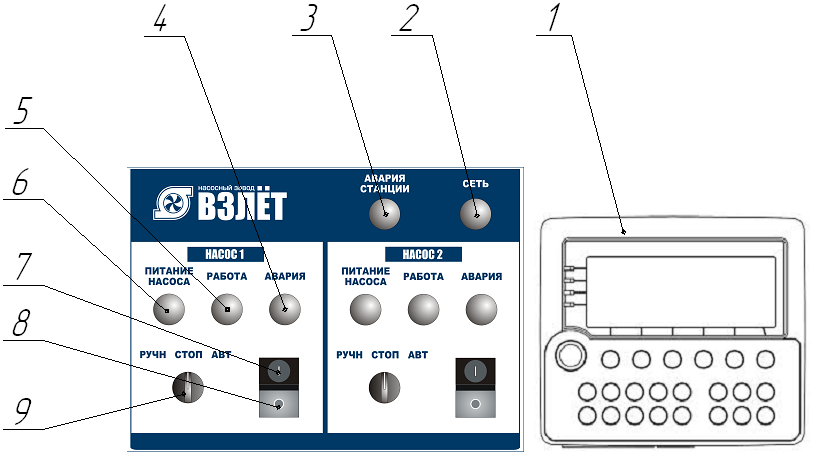 4 3 2 1
5
6
7
8
9
АВАРИЯ СТАНЦИИ
СЕТЬ
НАСОСНЫЙ ЗАВОД
ВЗЛЁТ
НАСОС 1
ПИТАНИЕ НАСОСА
РАБОТА
АВАРИЯ
РУЧН СТОП АВТ
I
O
НАСОС 2
ПИТАНИЕ НАСОСА
РАБОТА
АВАРИЯ
РУЧН СТОП АВТ
I
O